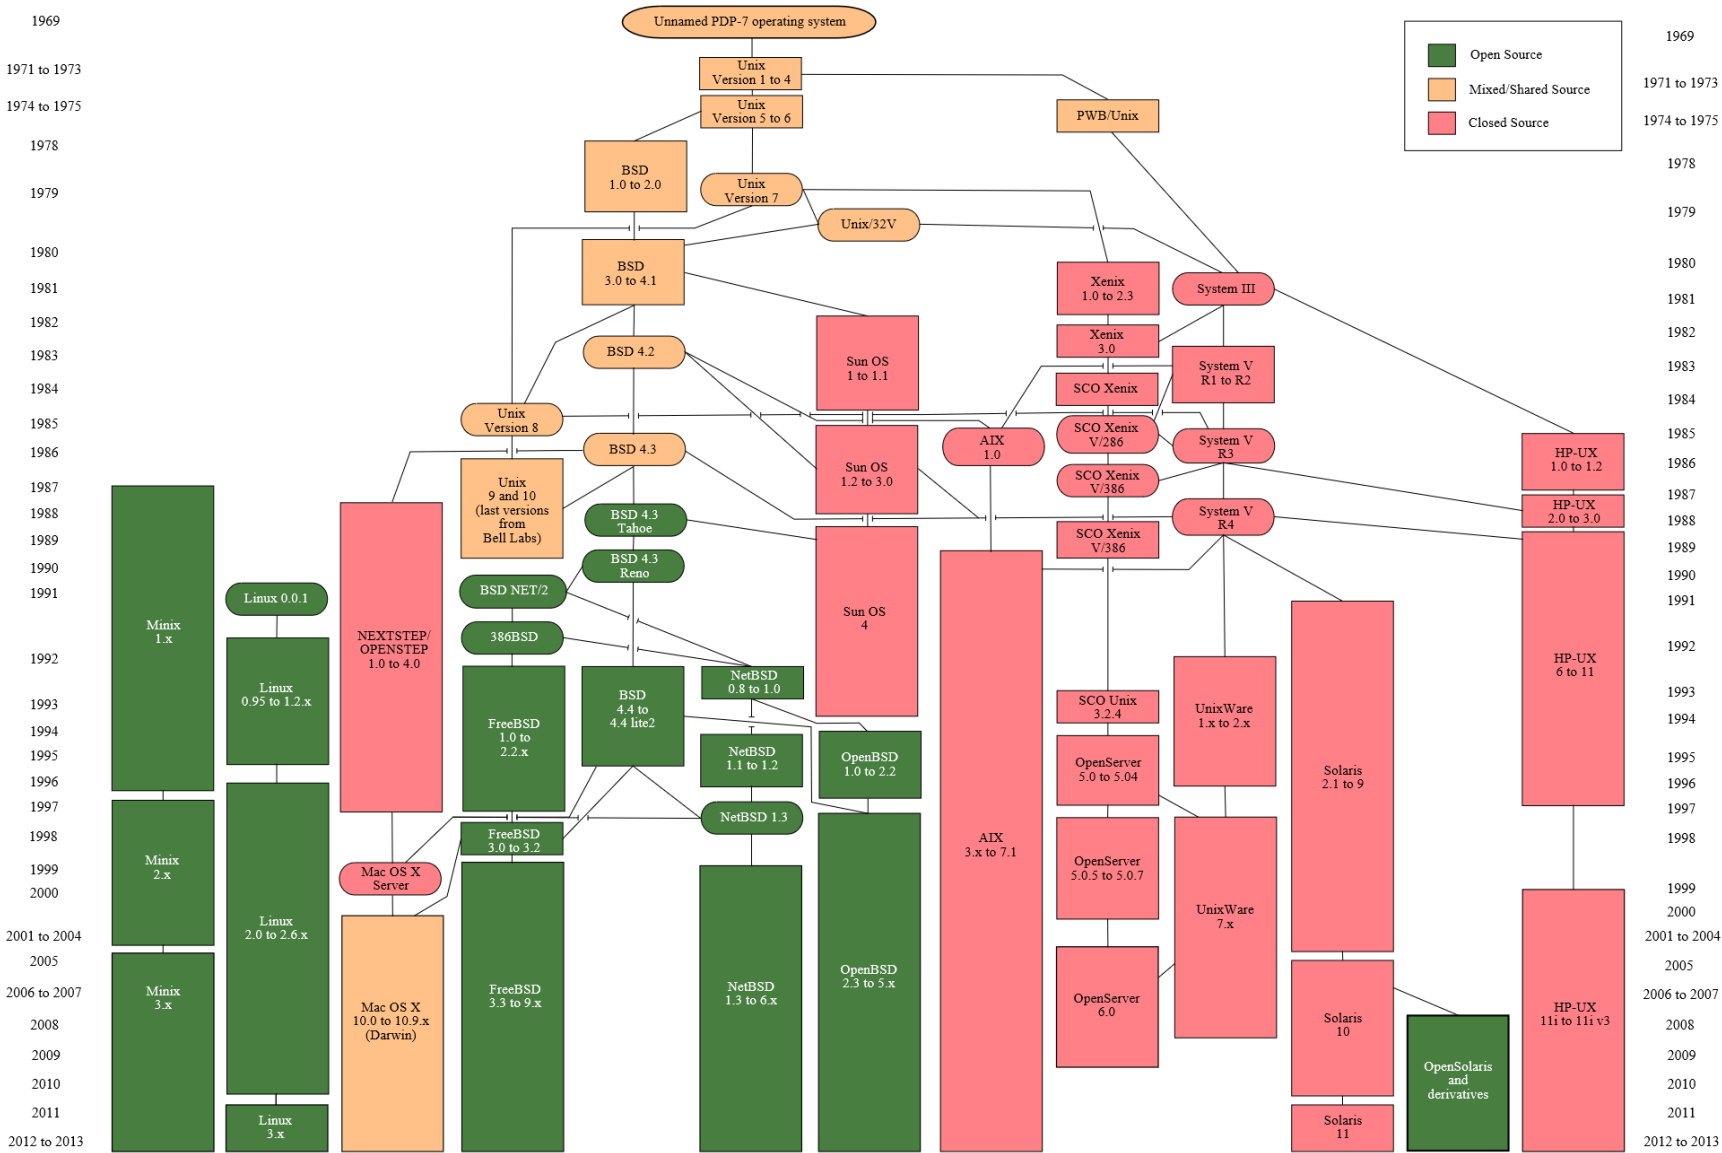 1969
1971 to 1973
1974 to 1975
1978
1979
1980
1981
1982
1983
1984
1985
1986
1987
1988
1989
1990
1991
1992
1993
1994
1995
1996
1997
1998
1999
2000
2001 to 2004
2005
2006 to 2007
2008
2009
2010
2011
2012 to 2013
Unnamed PDP-7 operating system
Unix
Version 1 to 4
Unix
Version 5 to 6
PWB/Unix
BSD
1.0 to 2.0
Unix
Version 7
Unix/32V
BSD
3.0 to 4.1
Xenix
1.0 to 2.3
System III
Sun OS
1 to 1.1
Xenix
3.0
BSD 4.2
System V
R1 to R2
SCO Xenix
Unix
Version 8
SCO Xenix
V/286
AIX
1.0
System V
R3
BSD 4.3
Sun OS
1.2 to 3.0
HP-UX
1.0 to 1.2
SCO Xenix
V/386
Unix
9 and 10
(last versions
from
Bell Labs)
HP-UX
2.0 to 3.0
BSD 4.3
Tahoe
System V
R4
SCO Xenix
V/386
BSD 4.3
Reno
BSD NET/2
Linux 0.0.1
Minix
1.x
Sun OS
4
386BSD
NEXTSTEP/
OPENSTEP
1.0 to 4.0
HP-UX
6 to 11
NetBSD
0.8 to 1.0
Linux
0.95 to 1.2.x
BSD
4.4 to
4.4 lite2
SCO Unix
3.2.4
UnixWare
1.x to 2.x
FreeBSD
1.0 to
2.2.x
NetBSD
1.1 to 1.2
OpenBSD
1.0 to 2.2
OpenServer
5.0 to 5.04
Solaris
2.1 to 9
NetBSD 1.3
FreeBSD
3.0 to 3.2
AIX
3.x to 7.1
Minix
2.x
Mac OS X
Server
OpenServer
5.0.5 to 5.0.7
UnixWare
7.x
Linux
2.0 to 2.6.x
OpenBSD
2.3 to 5.x
Minix
3.x
FreeBSD
3.3 to 9.x
NetBSD
1.3 to 6.x
OpenServer
6.0
Mac OS X
10.0 to 10.9.x
(Darwin)
Solaris
10
HP-UX
11i to 11i v3
OpenSolaris
and
derivatives
Linux
3.x
Solaris
11
Open Source
Mixed/Shared Source
Closed Source
1969
1971 to 1973
1974 to 1975
1978
1979
1980
1981
1982
1983
1984
1985
1986
1987
1988
1989
1990
1991
1992
1993
1994
1995
1996
1997
1998
1999
2000
2001 to 2004
2005
2006 to 2007
2008
2009
2010
2011
2012 to 2013